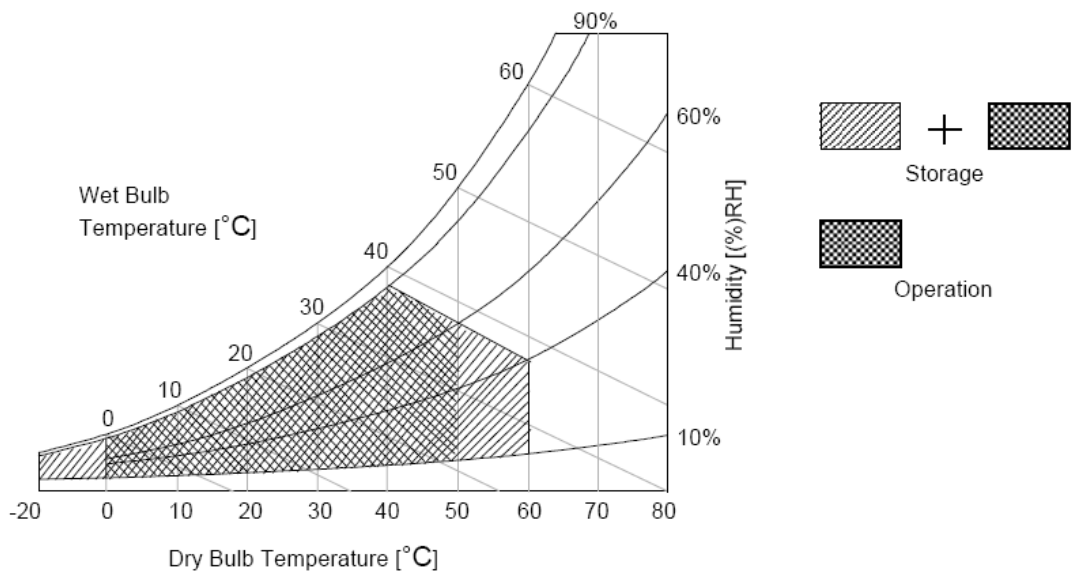 90%
60
60%
50
Wet Bulb
Temperature [°C]
40
40%
30
20
10
0
10%
-20 0 10 20 30 40 50 60 70 80
Dry Bulb Temperature [°C]
Humidity [(%)RH]
+
Storage
Operation